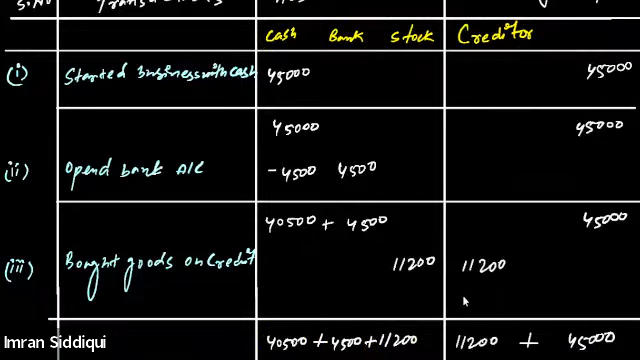 S.No Transactions
Cash Bank Stock Creditor
(i) Started Business with cash 45000 45000
45000 45000
(ii) Opend bank A/C -4500 4500
40500 + 4500 45000
(iii) Bought goods on Credit 11200 11200
Imran Siddiqui 40500 + 4500 + 11200 11200 + 45000